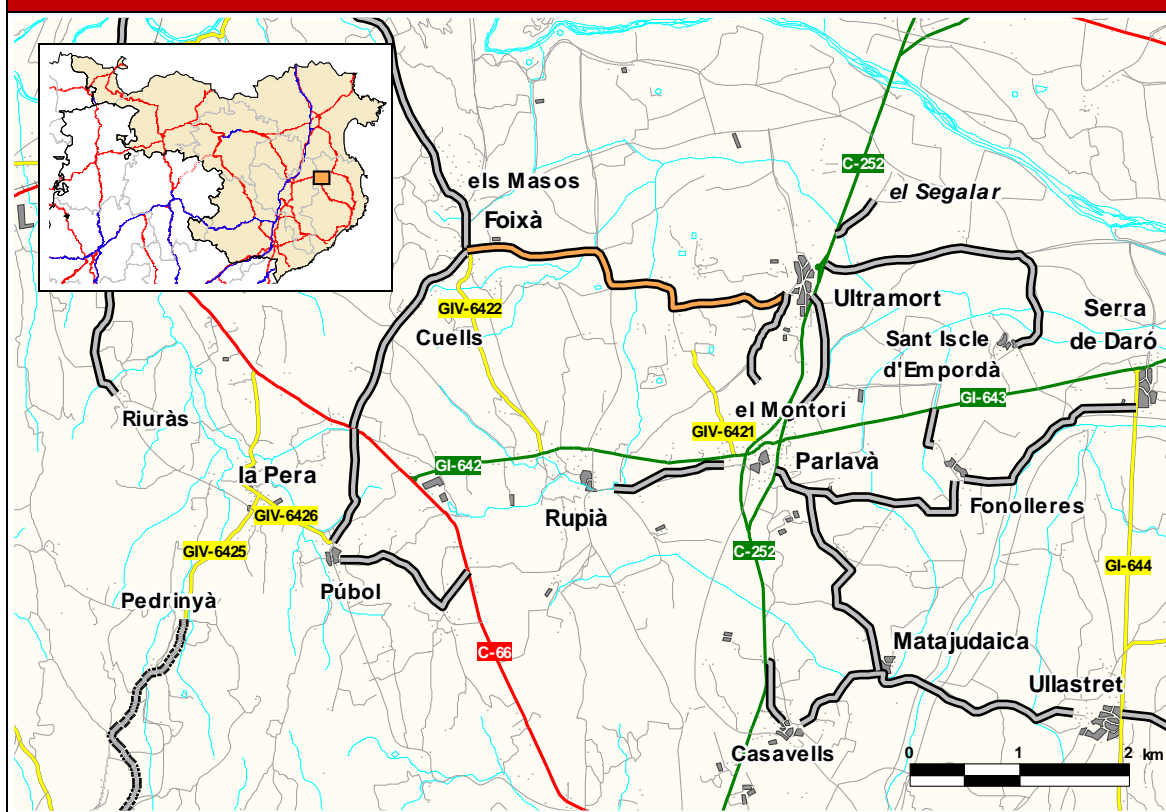 C-252
els Masos
el Segalar
Foixà
GIV-6422
Ultramort
Serra
de Daró
Cuells
Sant Iscle
d'Empordà
GI-643
Riuràs
el Montori
GIV-6421
la Pera
GI-642
Parlavà
GIV-6426
Rupià
Fonolleres
GIV-6425
C-252
GI-644
Púbol
Pedrinyà
C-66
Matajudaica
Ullastret
Casavells
0 1 2 km